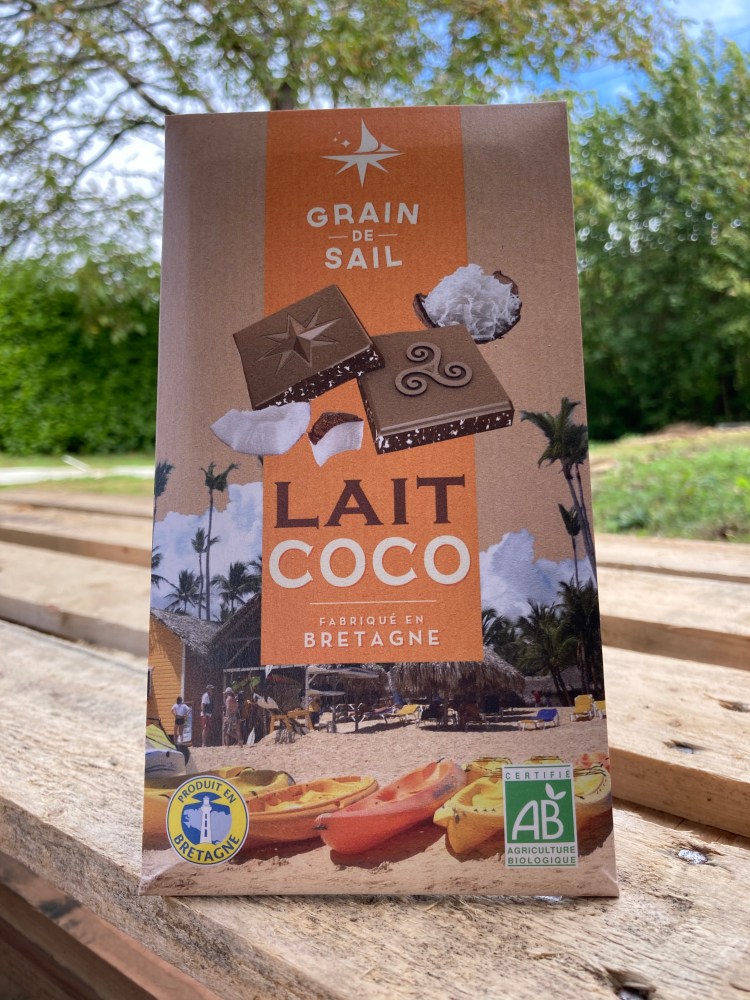 GRAIN
DE
SAIL
LAIT
COCO
FABRIQUÉ EN
BRETAGNE
PRODUIT EN
BRETAGNE
CERTIFIÉ
AB
AGRICULTURE
BIOLOGIQUE